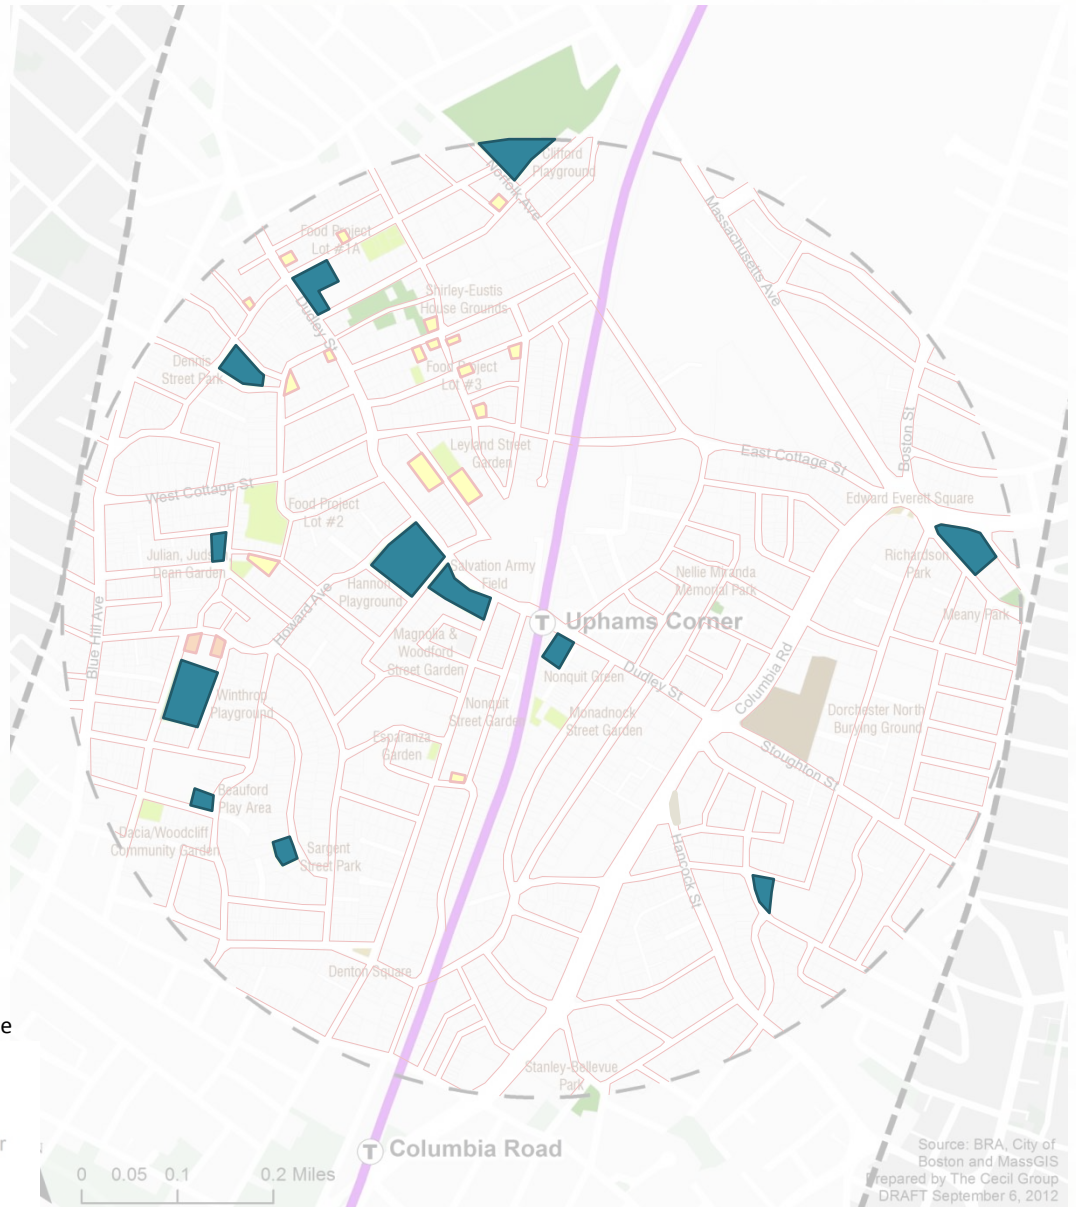 Clifford
Playground
Norfolk Ave
Massachusetts Ave
Food Project
Lot #1A
Shirley-Eustis
House Grounds
Dudley St
Dennis
Street Park
Food Project
Lot #3
Boston St
Leyland Street
Garden
East Cottage St
West Cottage St
Edward Everett Square
Food Project
Lot #2
Richardson
Park
Julian, Judson
Dean Garden
Salvation Army
Field
Hannon
Playground
Nellie Miranda
Memorial Park
Meany Park
Howard Ave
Blue Hill Ave
T Uphams Corner
Magnolia &
Woodford
Street Garden
Nonquit Green
Dudley St
Columbia Rd
Winthrop
Playground
Nonquit
Street Garden
Monadnock
Street Garden
Dorchester North
Burying Ground
Esparanza
Garden
Stoughton St
Beauford
Play Area
Dacia/Woodcliff
Community Garden
Sargent
Street Park
Hancock St
Denton Square
e
Stanley-Bellevue
Park
r
T Columbia Road
0 0.05 0.1 0.2 Miles
Source: BRA, City of
Boston and MassGIS
Prepared by The Cecil Group
DRAFT September 6, 2012